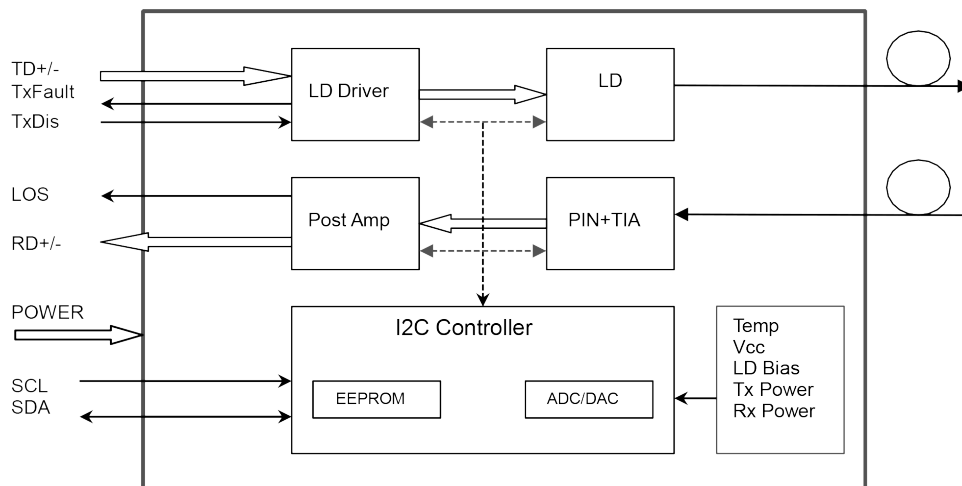 TD+/-
TxFault
TxDis
LD Driver
LD
LOS
RD+/-
Post Amp
PIN+TIA
POWER
I2C Controller
SCL
SDA
EEPROM
ADC/DAC
Temp
Vcc
LD Bias
Tx Power
Rx Power